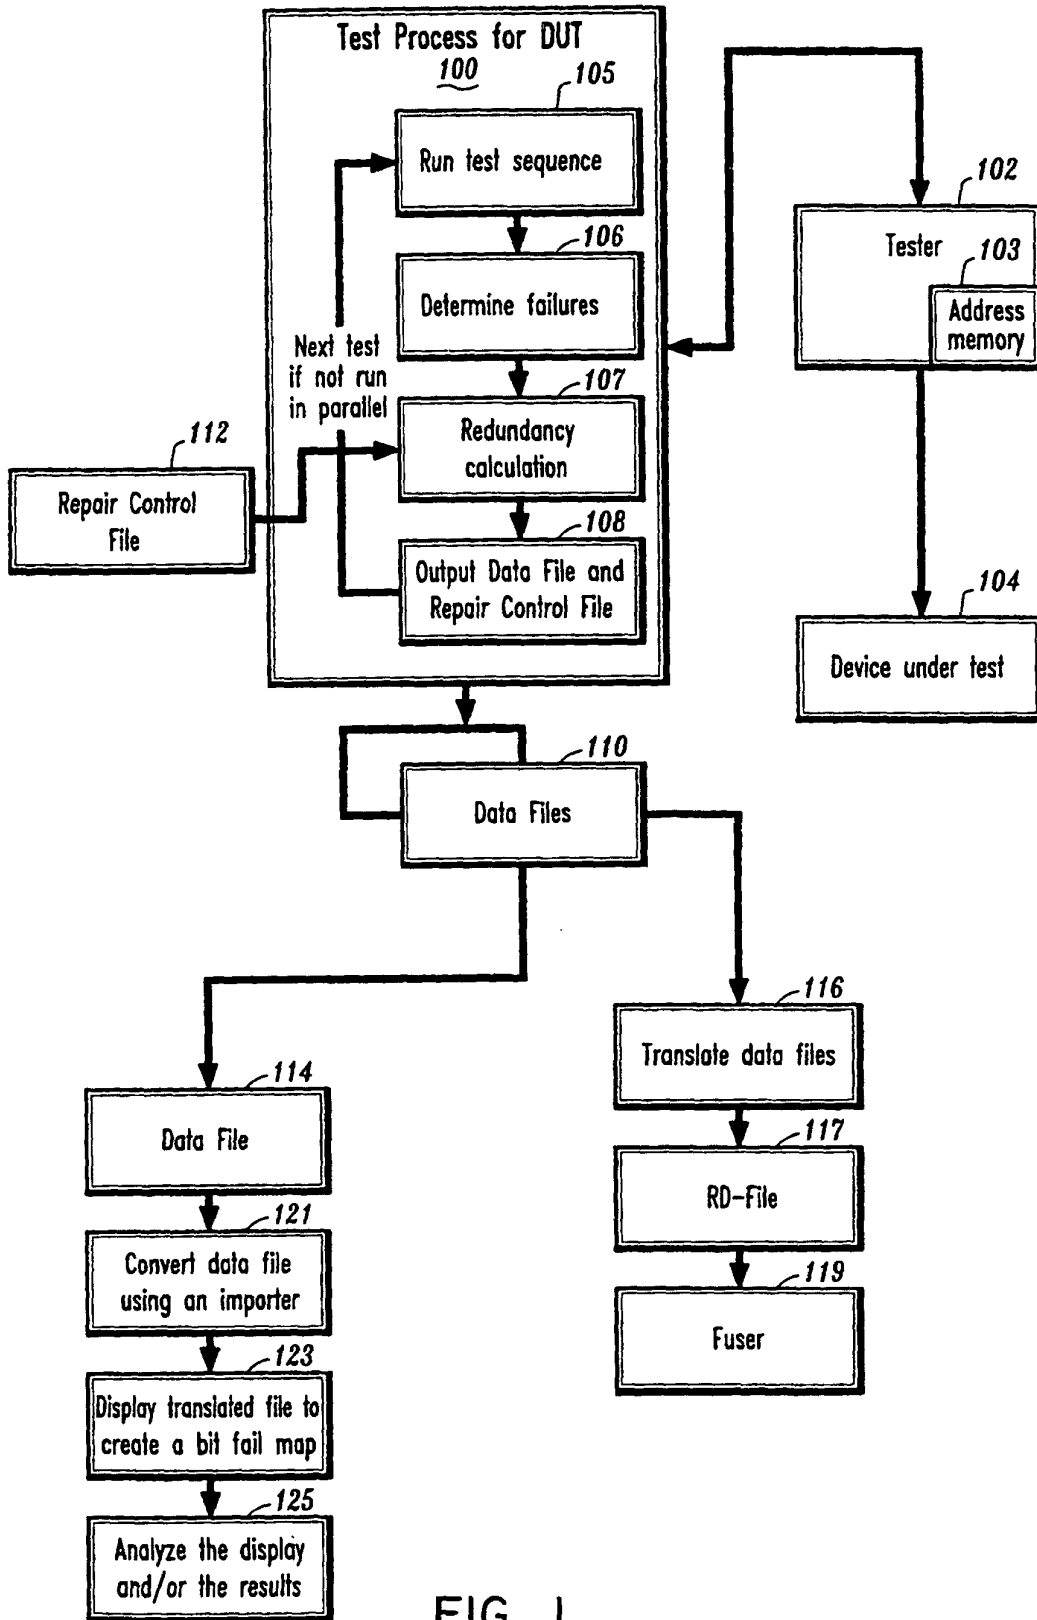 Test Process for DUT
100
105
Run test sequence
106
Determine failures
Next test
if not run
in parallel
107
Redundancy
calculation
108
Output Data File and
Repair Control File
112
Repair Control
File
102
Tester
103
Address
memory
104
Device under test
110
Data Files
114
Data File
121
Convert data file
using an importer
123
Display translated file to
create a bit fail map
125
Analyze the display
and/or the results
116
Translate data files
117
RD-File
119
Fuser
FIG. 1